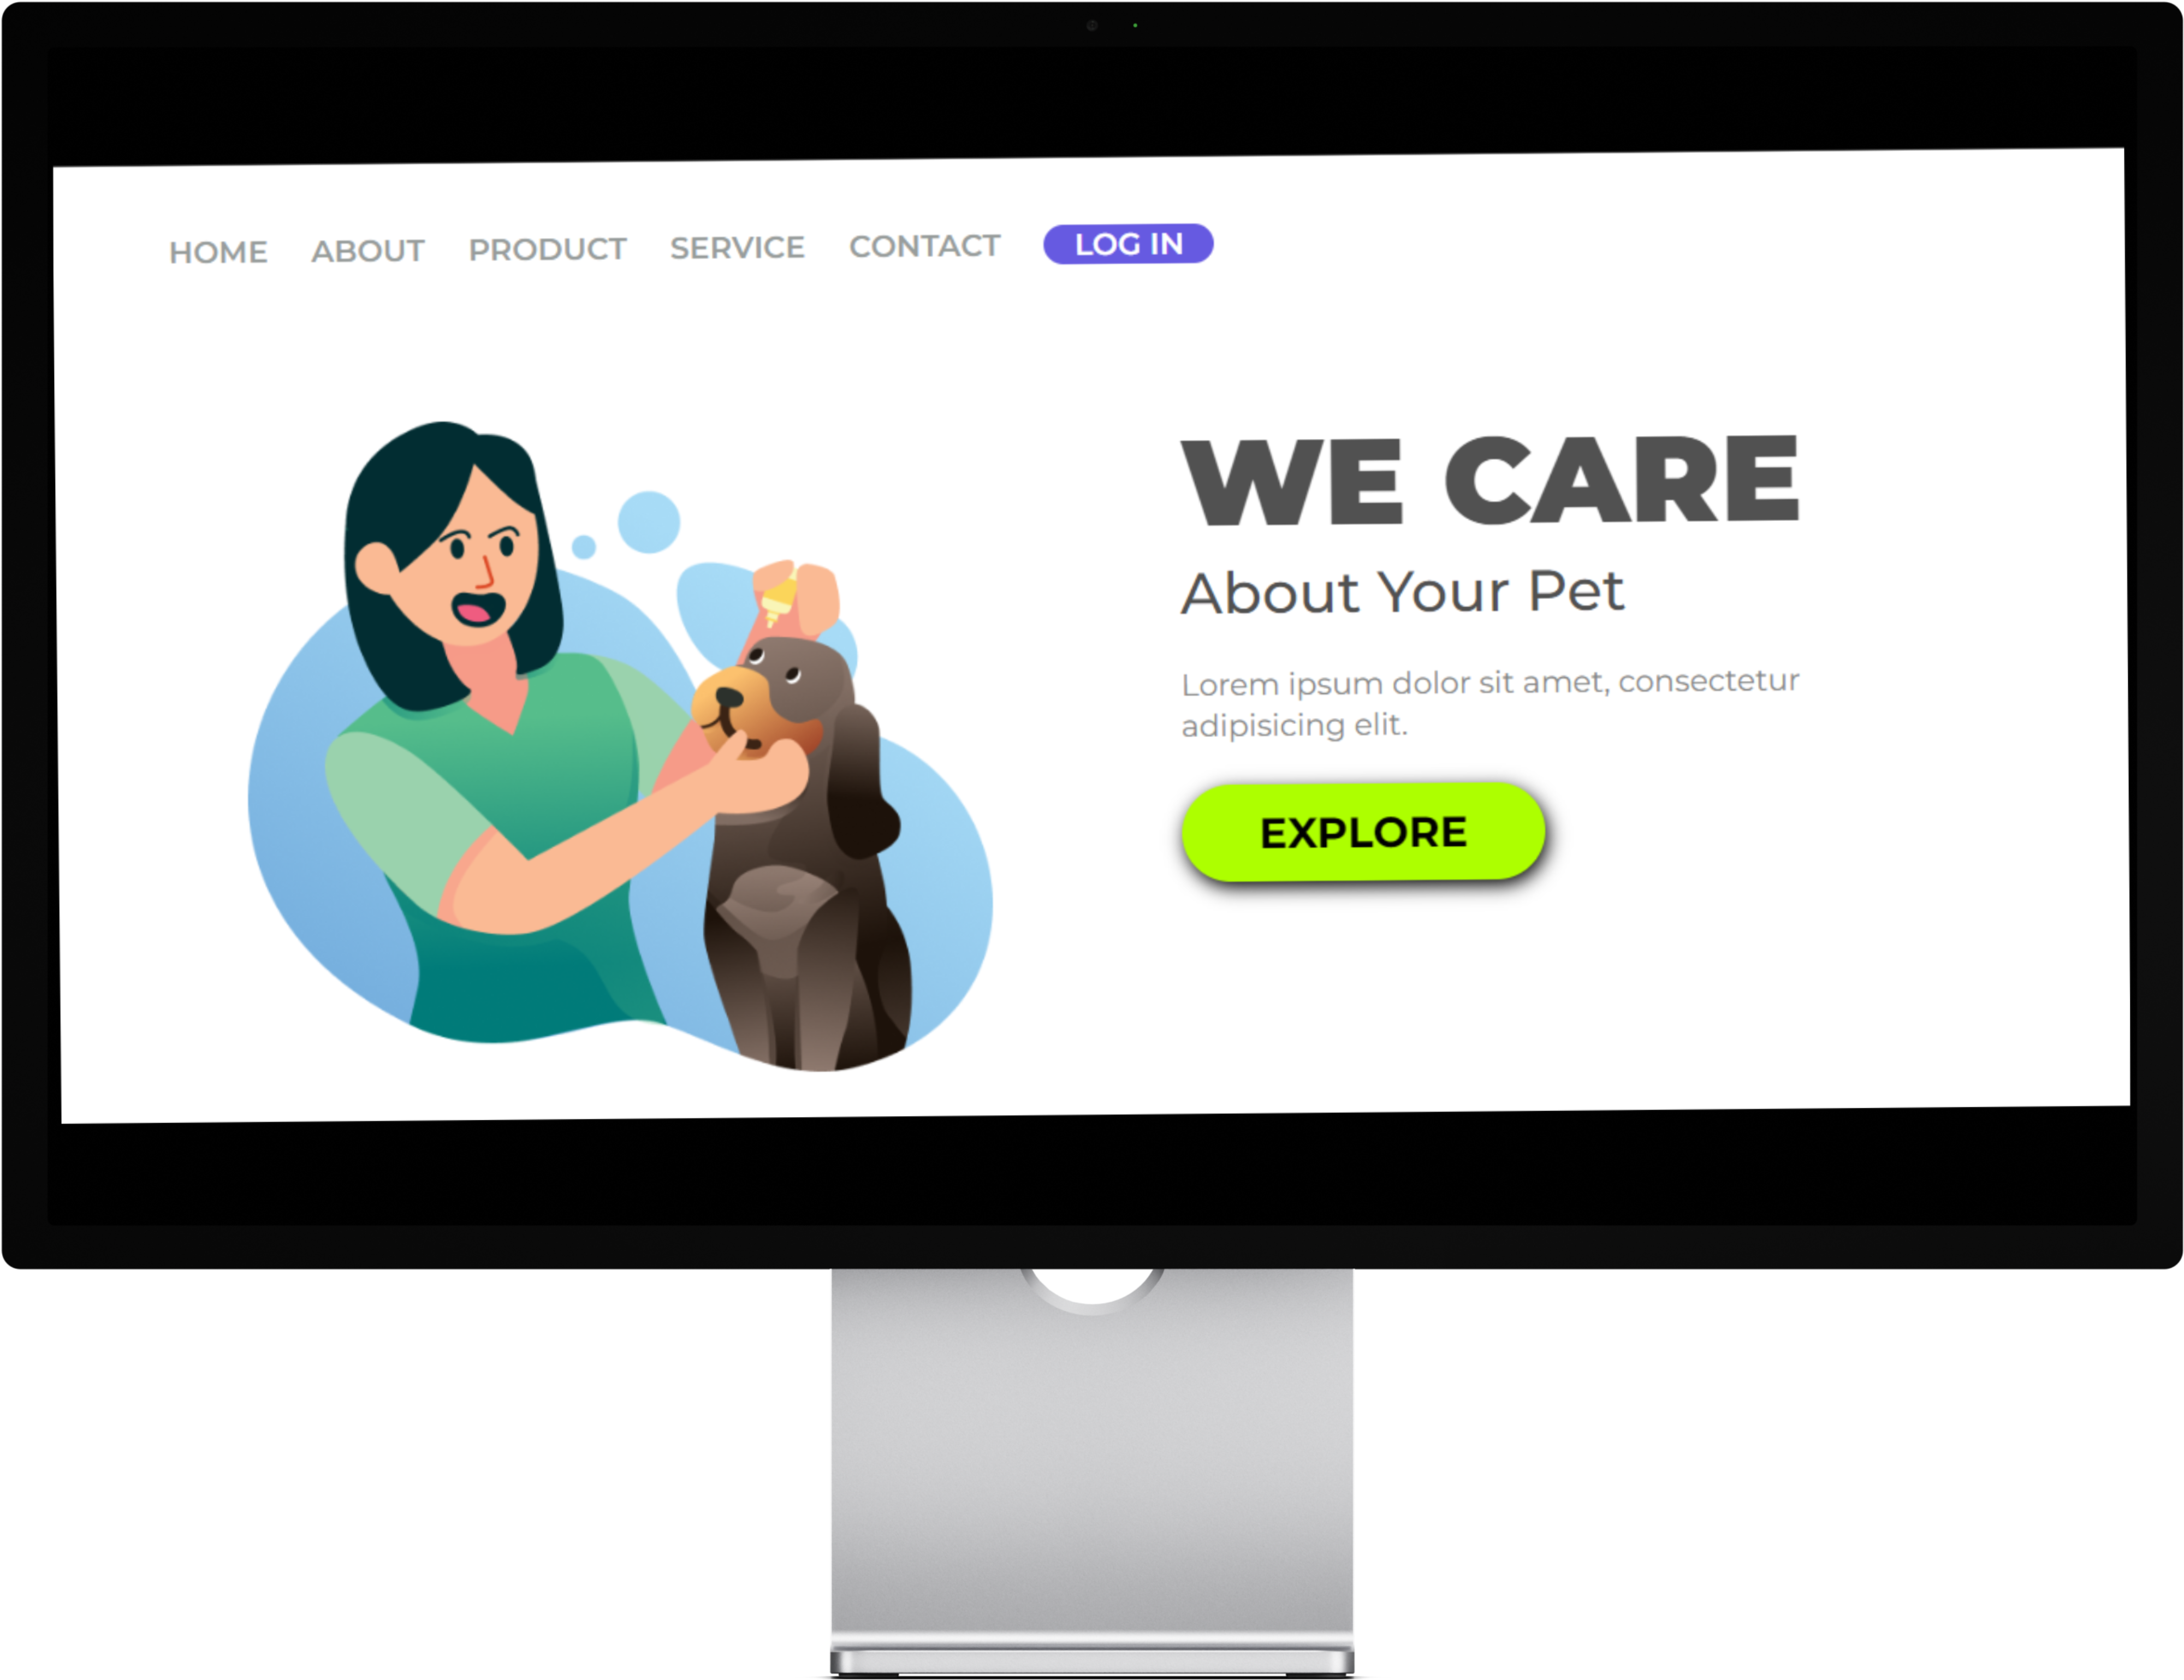 HOME ABOUT PRODUCT SERVICE CONTACT LOG IN
WE CARE
About Your Pet
Lorem ipsum dolor sit amet, consectetur
adipisicing elit.
EXPLORE